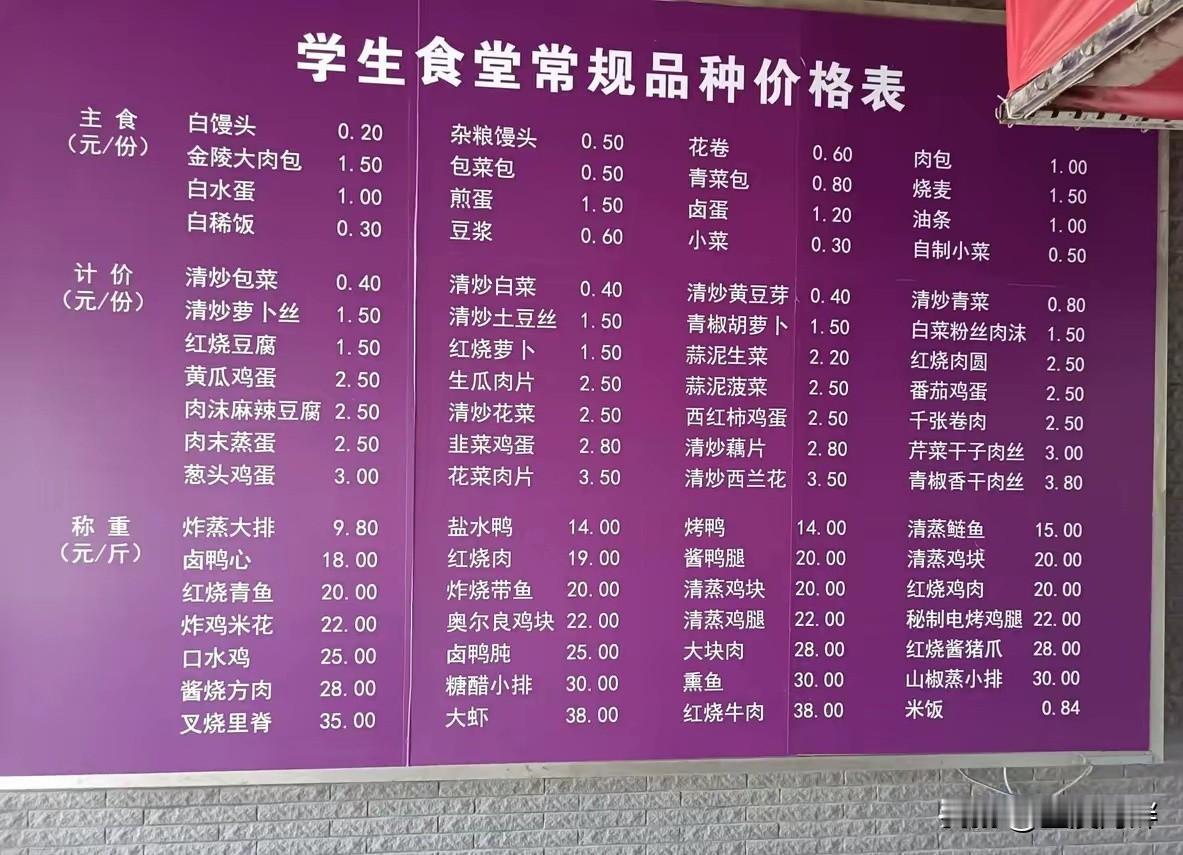 学生食堂常规品种价格表
主食 白馒头 0.20 杂粮馒头 0.50 花卷 0.60 肉包 1.00
（元/份） 金陵大肉包 1.50 包菜包 0.50 青菜包 0.80 烧麦 1.50
白水蛋 1.00 煎蛋 1.50 卤蛋 1.20 油条 1.00
白稀饭 0.30 豆浆 0.60 小菜 0.30 自制小菜 0.50
计价 清炒包菜 0.40 清炒白菜 0.40 清炒黄豆芽 0.40 清炒青菜 0.80
（元/份） 清炒萝卜丝 1.50 清炒土豆丝 1.50 青椒胡萝卜 1.50 白菜粉丝肉沫 1.50
红烧豆腐 1.50 红烧萝卜 1.50 蒜泥生菜 2.20 红烧肉圆 2.50
黄瓜鸡蛋 2.50 生瓜肉片 2.50 蒜泥菠菜 2.50 番茄鸡蛋 2.50
肉沫麻辣豆腐 2.50 清炒花菜 2.50 西红柿鸡蛋 2.50 千张卷肉 2.50
肉末蒸蛋 2.50 韭菜鸡蛋 2.80 清炒藕片 2.80 芹菜干子肉丝 3.00
葱头鸡蛋 3.00 花菜肉片 3.50 清炒西兰花 3.50 青椒香干肉丝 3.80
称重 炸蒸大排 9.80 盐水鸭 14.00 烤鸭 14.00 清蒸鲢鱼 15.00
（元/斤） 卤鸭心 18.00 红烧肉 19.00 酱鸭腿 20.00 清蒸鸡块 20.00
红烧青鱼 20.00 炸烧带鱼 20.00 清蒸鸡块 20.00 红烧鸡肉 20.00
炸鸡米花 22.00 奥尔良鸡块 22.00 清蒸鸡腿 22.00 秘制电烤鸡腿 22.00
口水鸡 25.00 卤鸭肫 25.00 大块肉 28.00 红烧酱猪爪 28.00
酱烧方肉 28.00 糖醋小排 30.00 熏鱼 30.00 山椒蒸小排 30.00
叉烧里脊 35.00 大虾 38.00 红烧牛肉 38.00 米饭 0.84